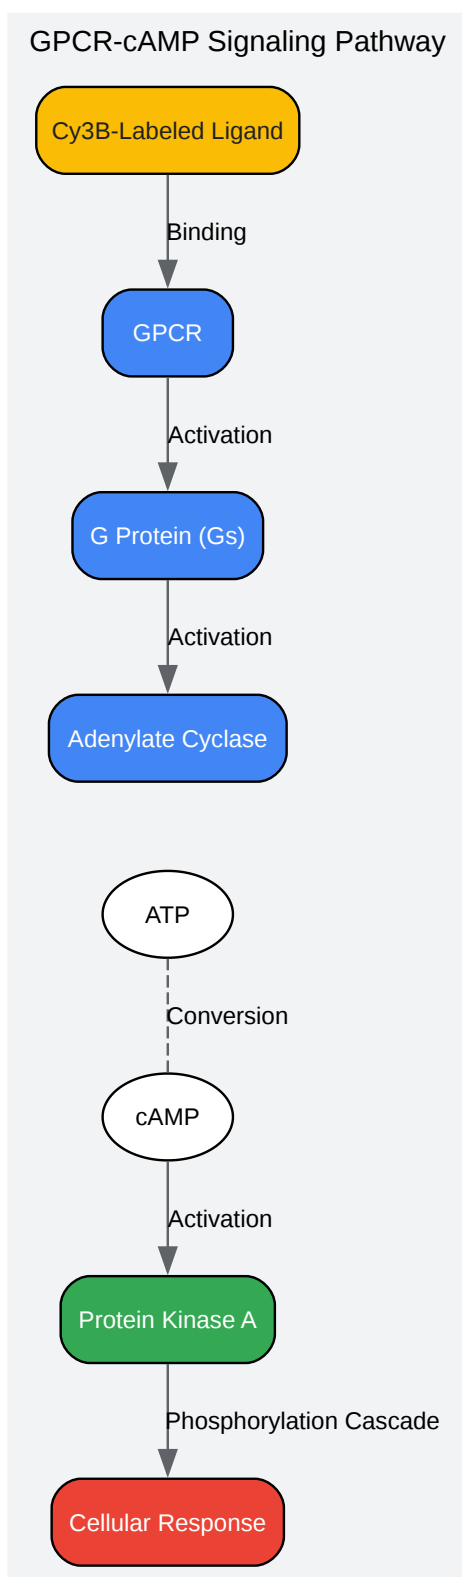 GPCR-cAMP Signaling Pathway
Cy3B-Labeled Ligand
Binding
GPCR
Activation
G Protein (Gs)
Activation
Adenylate Cyclase
ATP
Conversion
cAMP
Activation
Protein Kinase A
Phosphorylation Cascade
Cellular Response